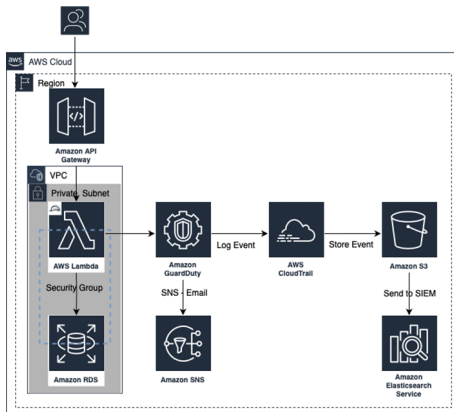 aws
AWS Cloud
Region
Amazon API
Gateway
VPC
Private Subnet
AWS Lambda
Amazon
GuardDuty
Log Event
AWS
CloudTrail
Store Event
Amazon S3
Security Group
SNS - Email
Send to SIEM
Amazon RDS
Amazon SNS
Amazon
Elasticsearch
Service